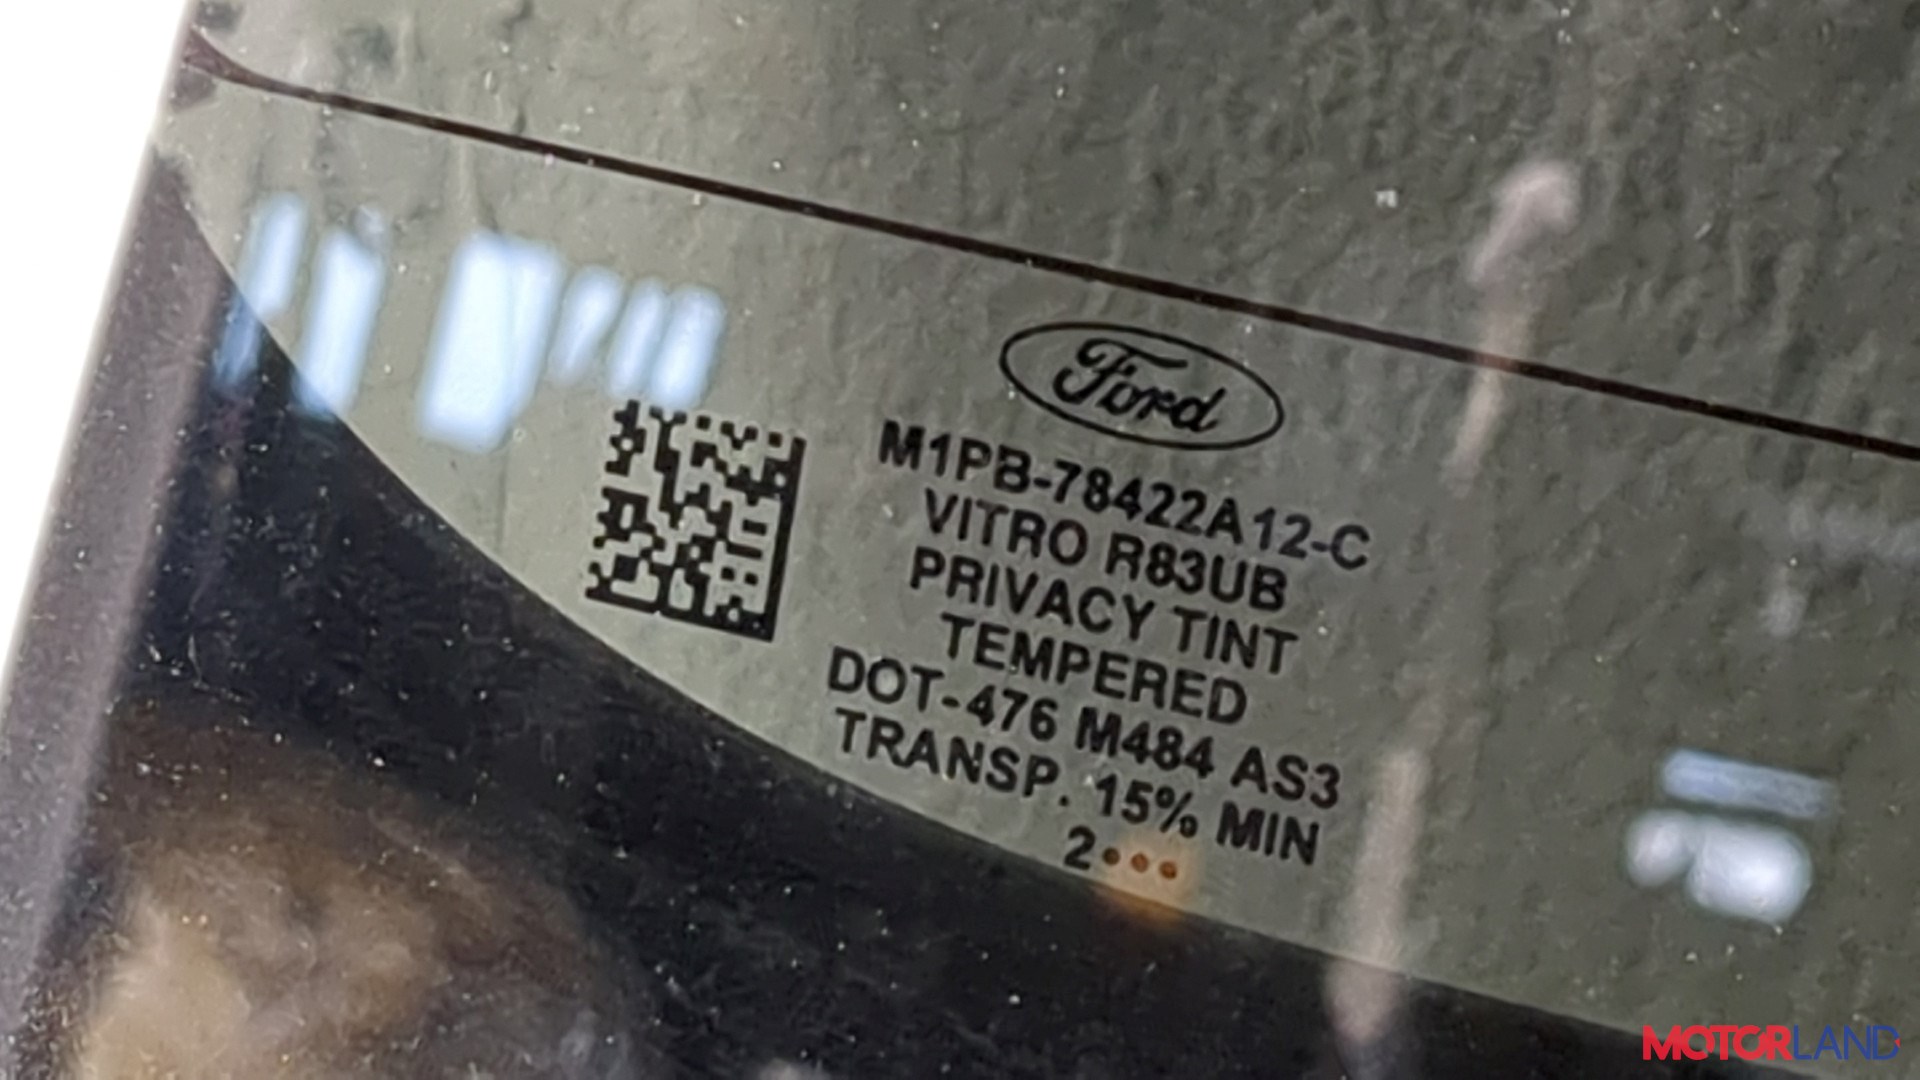 Ford
M1PB-78422A12-C
VITRO R83UB
PRIVACY TINT
TEMPERED
DOT-476 M484 AS3
TRANSP. 15% MIN
2•••
MOTORLAND